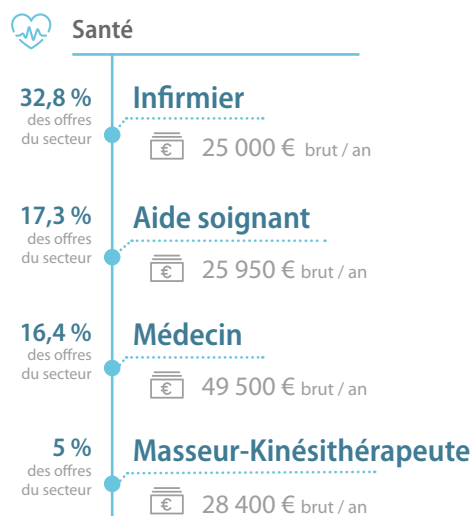 Santé
32,8 %
des offres
du secteur
Infirmier
€ 25 000 € brut / an
17,3 %
des offres
du secteur
Aide soignant
€ 25 950 € brut / an
16,4 %
des offres
du secteur
Médecin
€ 49 500 € brut / an
5 %
des offres
du secteur
Masseur-Kinésithérapeute
€ 28 400 € brut / an